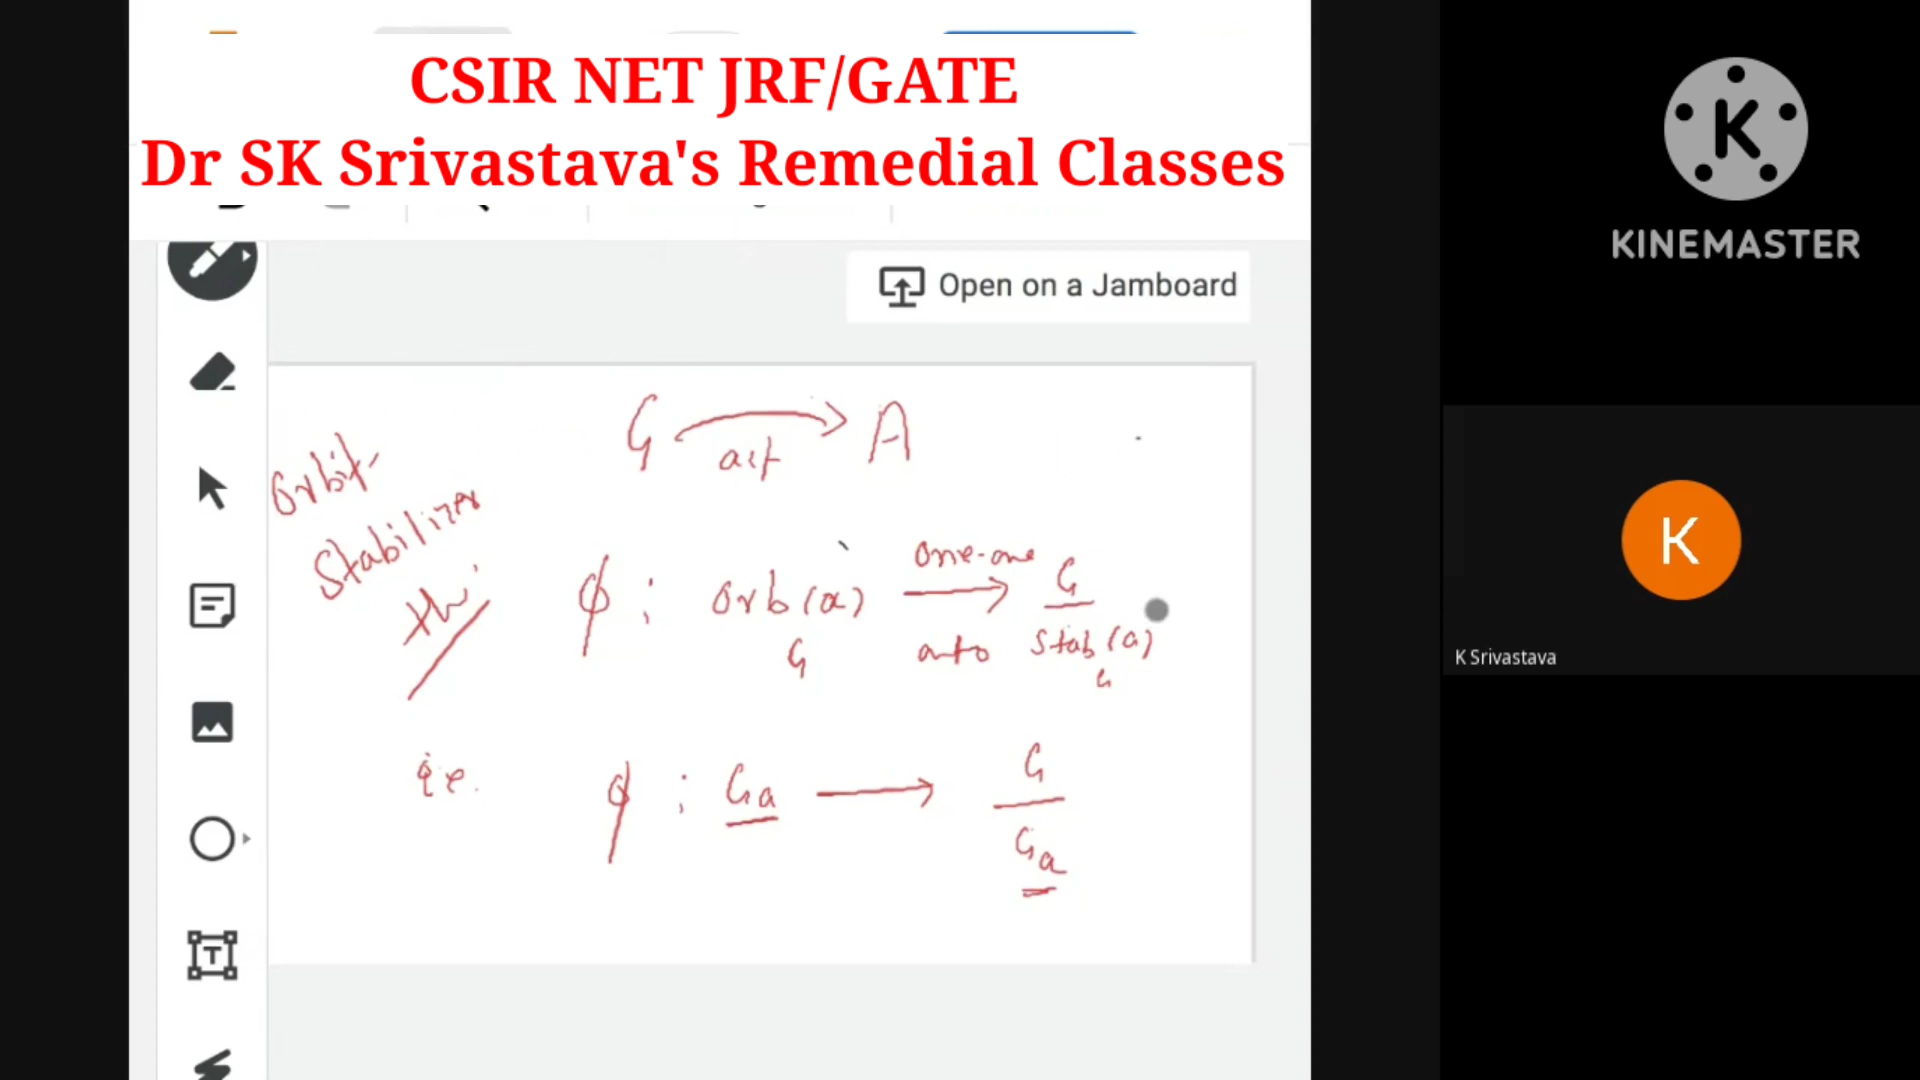 CSIR NET JRF/GATE
Dr SK Srivastava's Remedial Classes
K
KINEMASTER
Open on a Jamboard
G act A
Orbit-
Stabilizer
th.
ϕ : Orb(a) one-one onto G
G Stab(a)
G
K
K Srivastava
i.e. ϕ : Ga → G
Ga
T